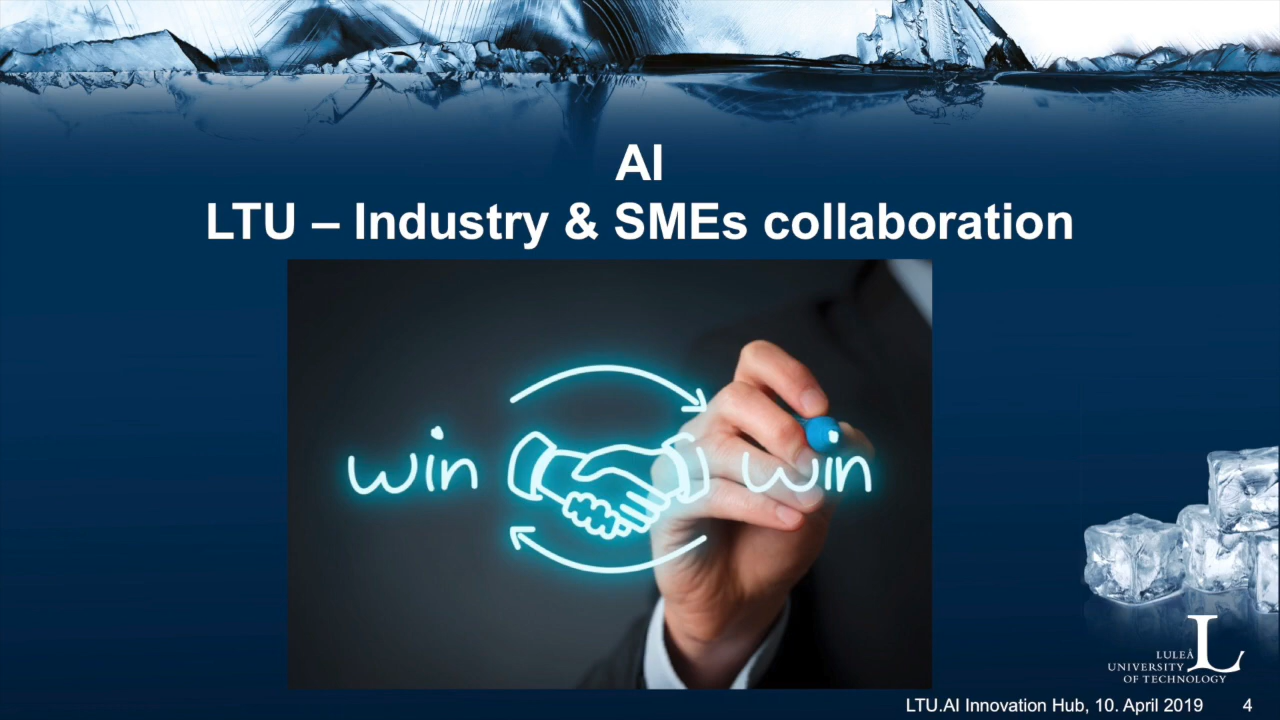 AI
LTU – Industry & SMEs collaboration
win win
LULEÅ
UNIVERSITY
OF TECHNOLOGY
L
LTU.AI Innovation Hub, 10. April 2019 4